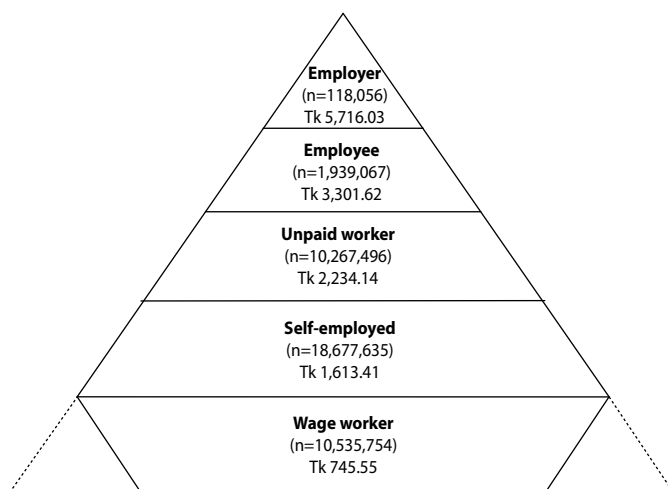 Employer
(n=118,056)
Tk 5,716.03
Employee
(n=1,939,067)
Tk 3,301.62
Unpaid worker
(n=10,267,496)
Tk 2,234.14
Self-employed
(n=18,677,635)
Tk 1,613.41
Wage worker
(n=10,535,754)
Tk 745.55